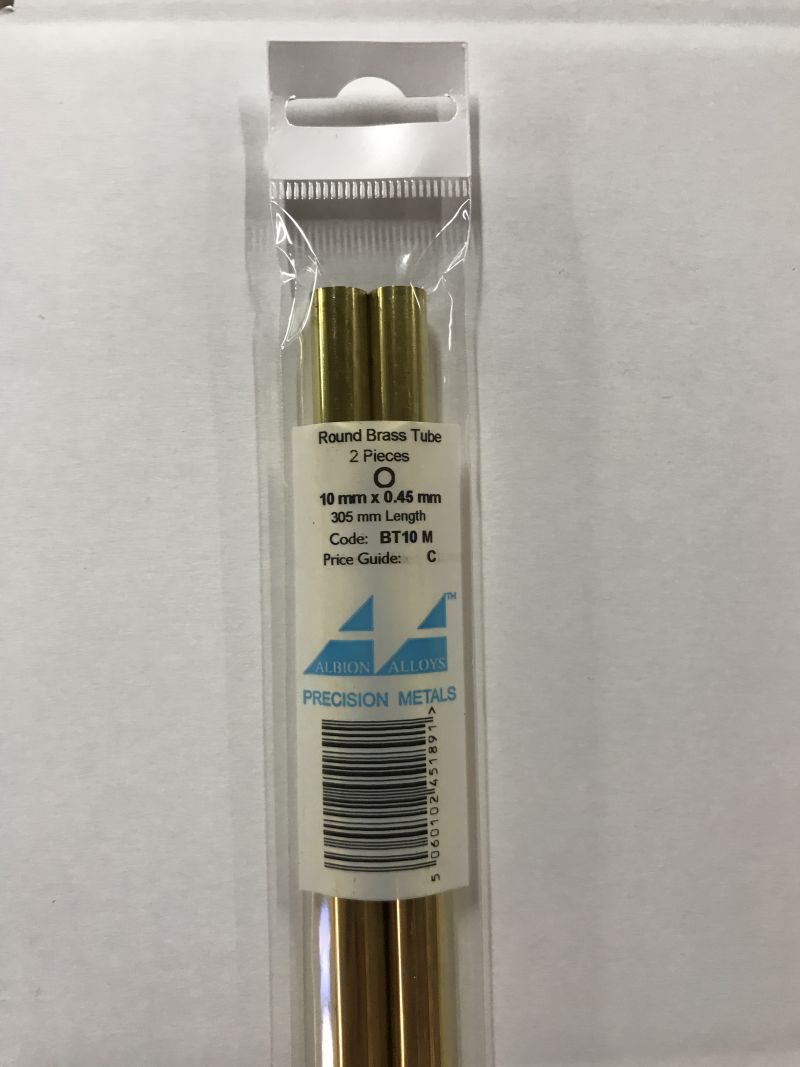 Round Brass Tube
2 Pieces
10 mm x 0.45 mm
305 mm Length
Code: BT10 M
Price Guide: C
TM
ALBION ALLOYS
PRECISION METALS
5 060102 451891 >